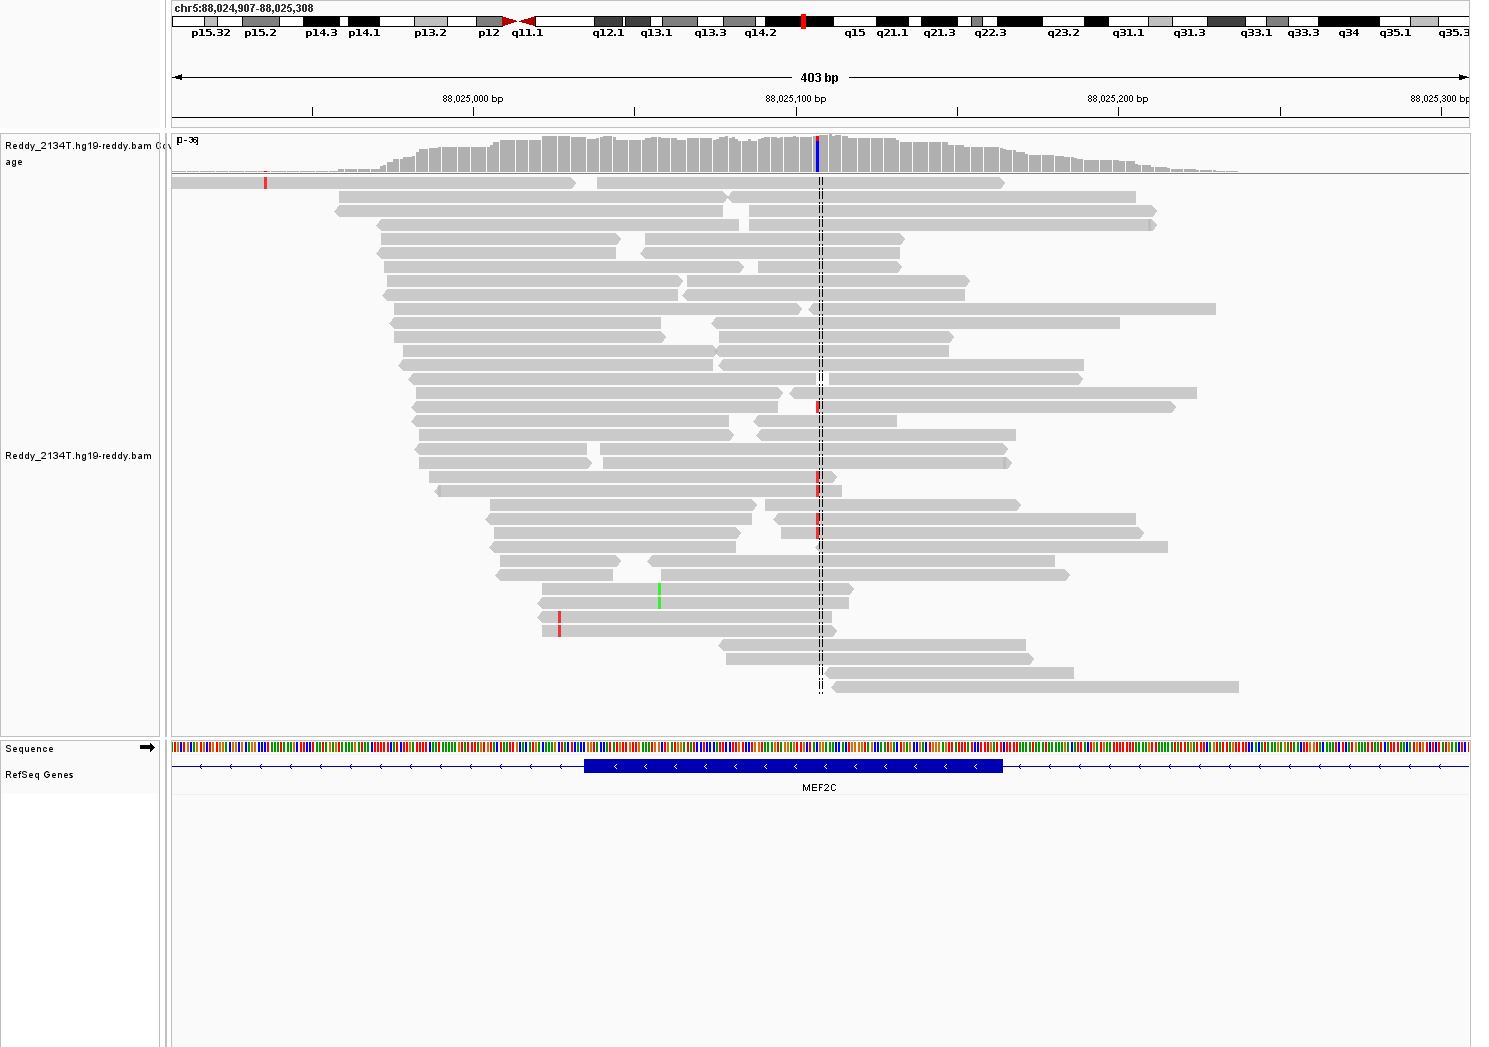 chr5:88,024,907-88,025,308
p15.32 p15.2 p14.3 p14.1 p13.2 p12 q11.1 q12.1 q13.1 q13.3 q14.2 q15 q21.1 q21.3 q22.3 q23.2 q31.1 q31.3 q33.1 q33.3 q34 q35.1 q35.3
403 bp
88,025,000 bp 88,025,100 bp 88,025,200 bp 88,025,300 bp
Reddy_2134T.hg19-reddy.bam Cov
age
[0-36]
Reddy_2134T.hg19-reddy.bam
Sequence
RefSeq Genes
MEF2C